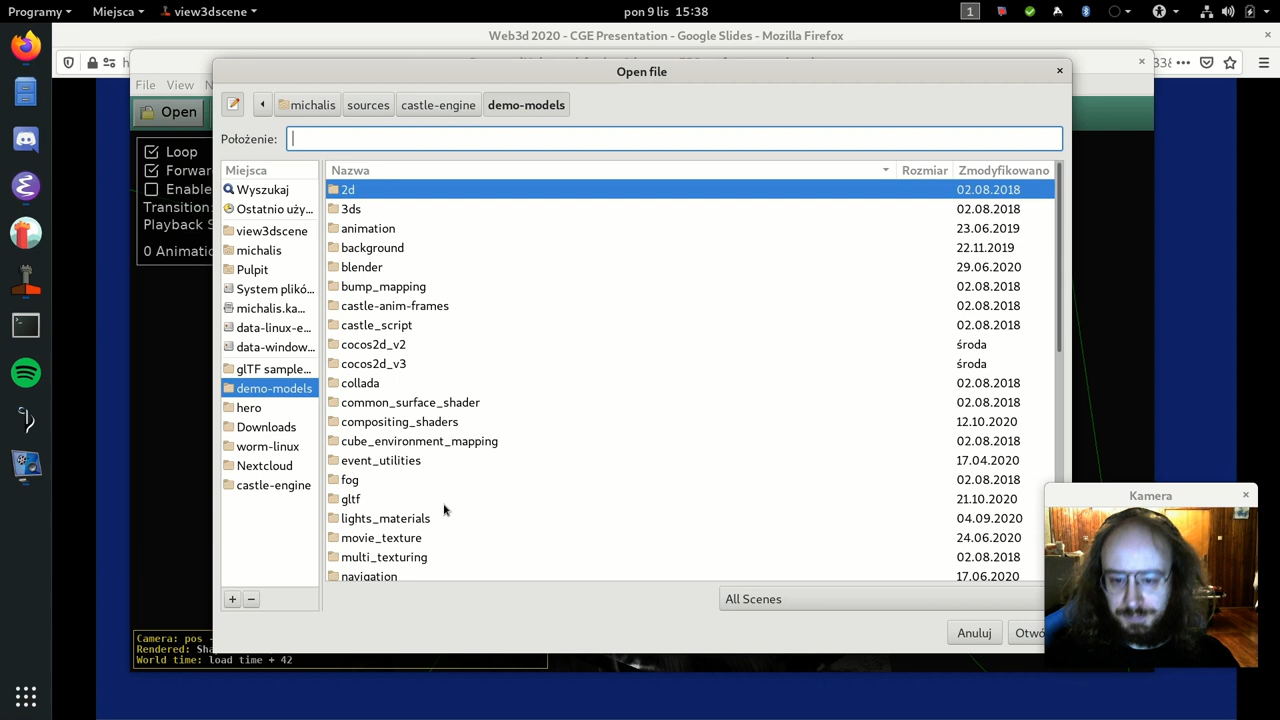 Programy
Miejsca
view3dscene
pon 9 lis 15:38
1
Web3d 2020 - CGE Presentation - Google Slides - Mozilla Firefox
File View
Open file
Open
michalis
sources
castle-engine
demo-models
Położenie:
Loop
Forwar
Enable
Transition:
Playback S
0 Animatio
Miejsca
Wyszukaj
Ostatnio uży...
view3dscene
michalis
Pulpit
System plikó...
michalis.ka...
data-linux-e...
data-window...
glTF sample...
demo-models
hero
Downloads
worm-linux
Nextcloud
castle-engine
Nazwa Rozmiar Zmodyfikowano
2d 02.08.2018
3ds 02.08.2018
animation 23.06.2019
background 22.11.2019
blender 29.06.2020
bump_mapping 02.08.2018
castle-anim-frames 02.08.2018
castle_script 02.08.2018
cocos2d_v2 środa
cocos2d_v3 środa
collada 02.08.2018
common_surface_shader 02.08.2018
compositing_shaders 12.10.2020
cube_environment_mapping 02.08.2018
event_utilities 17.04.2020
fog 02.08.2018
gltf 21.10.2020
lights_materials 04.09.2020
movie_texture 24.06.2020
multi_texturing 02.08.2018
navigation 17.06.2020
+ −
All Scenes
Anuluj
Otwó
Camera: pos -
Rendered: Sha
World time: load time + 42
Kamera